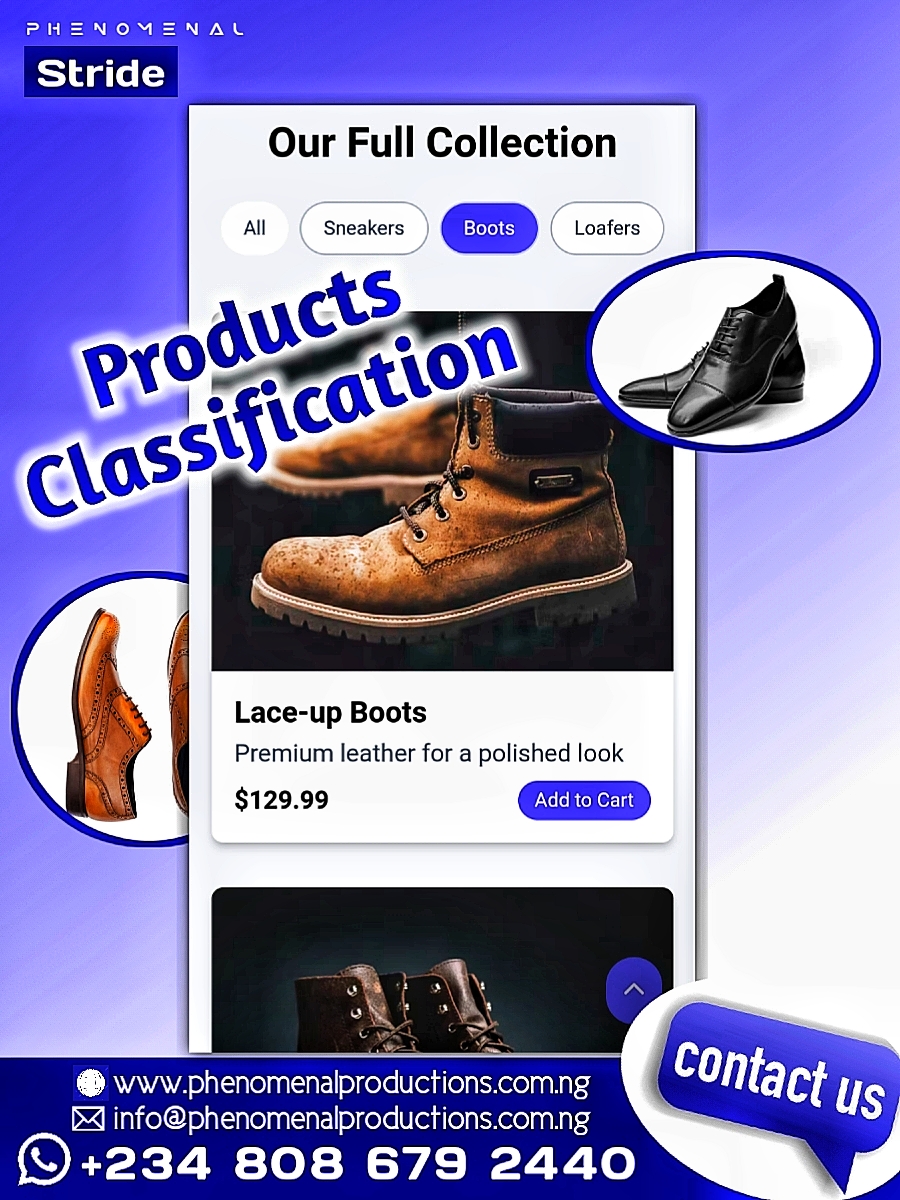 PHENOMENAL
Stride
Our Full Collection
All
Sneakers
Boots
Loafers
Products
Classification
Lace-up Boots
Premium leather for a polished look
$129.99
Add to Cart
contact us
www.phenomenalproductions.com.ng
info@phenomenalproductions.com.ng
+234 808 679 2440